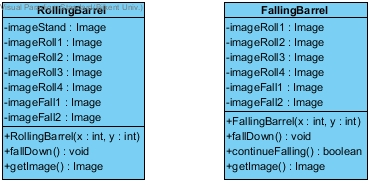 RollingBarrel
-imageStand : Image
-imageRoll1 : Image
-imageRoll2 : Image
-imageRoll3 : Image
-imageRoll4 : Image
-imageFall1 : Image
-imageFall2 : Image
+RollingBarrel(x : int, y : int)
+fallDown() : void
+getImage() : Image
FallingBarrel
-imageRoll1 : Image
-imageRoll2 : Image
-imageRoll3 : Image
-imageRoll4 : Image
-imageFall1 : Image
-imageFall2 : Image
+FallingBarrel(x : int, y : int)
+fallDown() : void
+continueFalling() : boolean
+getImage() : Image